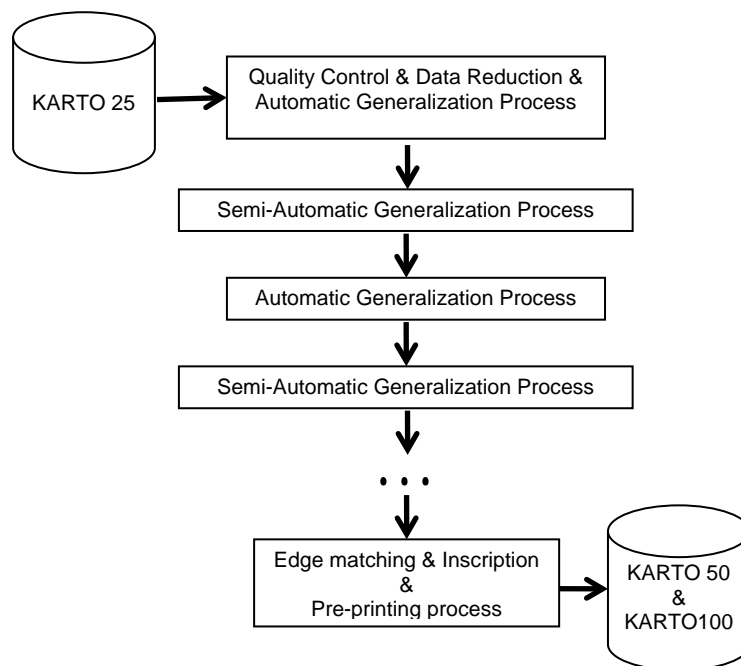 KARTO 25
Quality Control & Data Reduction &
Automatic Generalization Process
Semi-Automatic Generalization Process
Automatic Generalization Process
Semi-Automatic Generalization Process
. . .
Edge matching & Inscription
&
Pre-printing process
KARTO 50
&
KARTO100